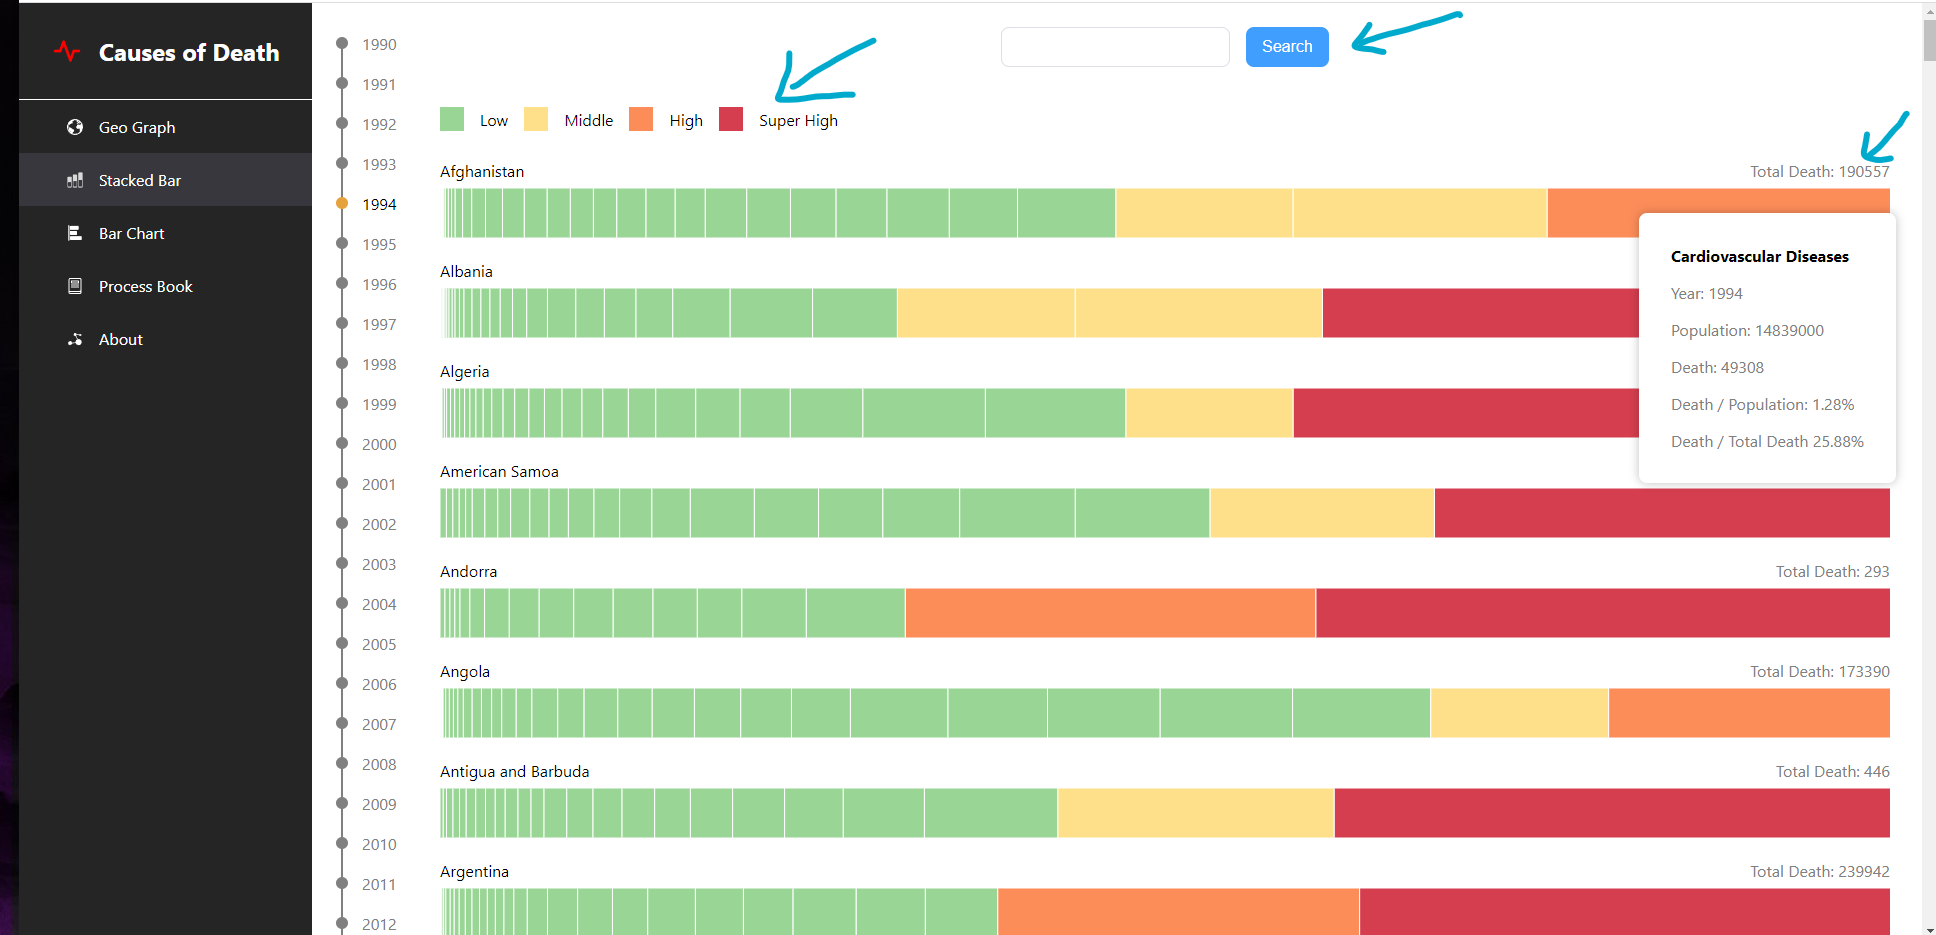 Causes of Death
Geo Graph
Stacked Bar
Bar Chart
Process Book
About
1990
1991
1992
1993
1994
1995
1996
1997
1998
1999
2000
2001
2002
2003
2004
2005
2006
2007
2008
2009
2010
2011
2012
Search
Low Middle High Super High
Afghanistan Total Death: 190557
Albania
Algeria
American Samoa
Andorra Total Death: 293
Angola Total Death: 173390
Antigua and Barbuda Total Death: 446
Argentina Total Death: 239942
Cardiovascular Diseases
Year: 1994
Population: 14839000
Death: 49308
Death / Population: 1.28%
Death / Total Death 25.88%